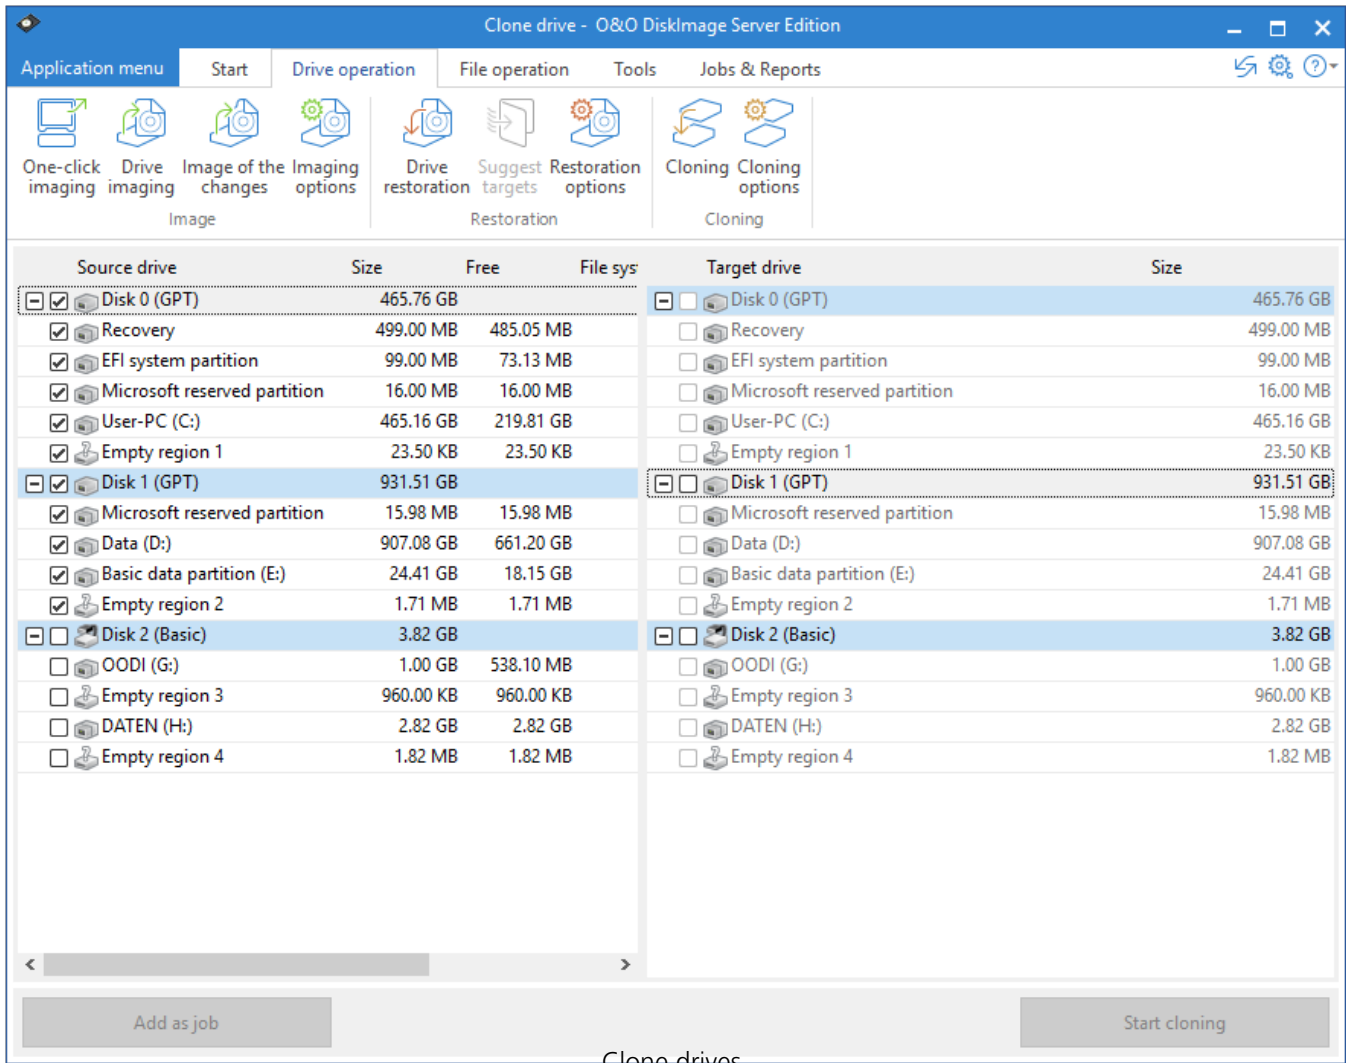 Clone drive - O&O DiskImage Server Edition
Application menu Start Drive operation File operation Tools Jobs & Reports
One-click imaging Drive imaging Image of the changes Imaging options Drive restoration Suggest targets Restoration options Cloning Cloning options
Image Restoration Cloning
Source drive Size Free File sys Target drive Size
Disk 0 (GPT) 465.76 GB Disk 0 (GPT) 465.76 GB
Recovery 499.00 MB 485.05 MB Recovery 499.00 MB
EFI system partition 99.00 MB 73.13 MB EFI system partition 99.00 MB
Microsoft reserved partition 16.00 MB 16.00 MB Microsoft reserved partition 16.00 MB
User-PC (C:) 465.16 GB 219.81 GB User-PC (C:) 465.16 GB
Empty region 1 23.50 KB 23.50 KB Empty region 1 23.50 KB
Disk 1 (GPT) 931.51 GB Disk 1 (GPT) 931.51 GB
Microsoft reserved partition 15.98 MB 15.98 MB Microsoft reserved partition 15.98 MB
Data (D:) 907.08 GB 661.20 GB Data (D:) 907.08 GB
Basic data partition (E:) 24.41 GB 18.15 GB Basic data partition (E:) 24.41 GB
Empty region 2 1.71 MB 1.71 MB Empty region 2 1.71 MB
Disk 2 (Basic) 3.82 GB Disk 2 (Basic) 3.82 GB
OODI (G:) 1.00 GB 538.10 MB OODI (G:) 1.00 GB
Empty region 3 960.00 KB 960.00 KB Empty region 3 960.00 KB
DATEN (H:) 2.82 GB 2.82 GB DATEN (H:) 2.82 GB
Empty region 4 1.82 MB 1.82 MB Empty region 4 1.82 MB
Add as job Start cloning
Clone drives